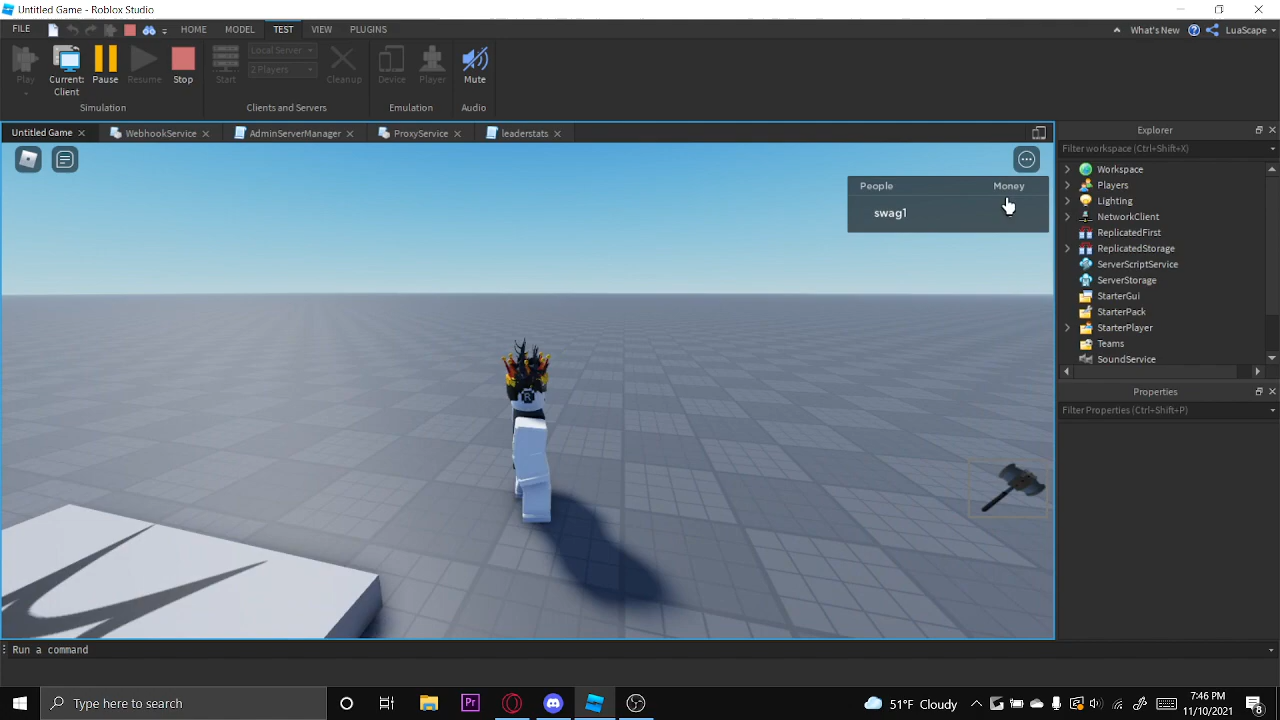 Untitled Game - Roblox Studio
FILE HOME MODEL TEST VIEW PLUGINS What's New LuaScape
Play Current: Client Pause Resume Stop Start Local Server 2 Players Cleanup Device Player Mute
Simulation Clients and Servers Emulation Audio
Untitled Game WebhookService AdminServerManager ProxyService leaderstats
People Money
swag1
R
Explorer
Filter workspace (Ctrl+Shift+X)
Workspace
Players
Lighting
NetworkClient
ReplicatedFirst
ReplicatedStorage
ServerScriptService
ServerStorage
StarterGui
StarterPack
StarterPlayer
Teams
SoundService
Properties
Filter Properties (Ctrl+Shift+P)
Run a command
Type here to search
Pr
51°F Cloudy
7:46 PM
11/10/2021
8